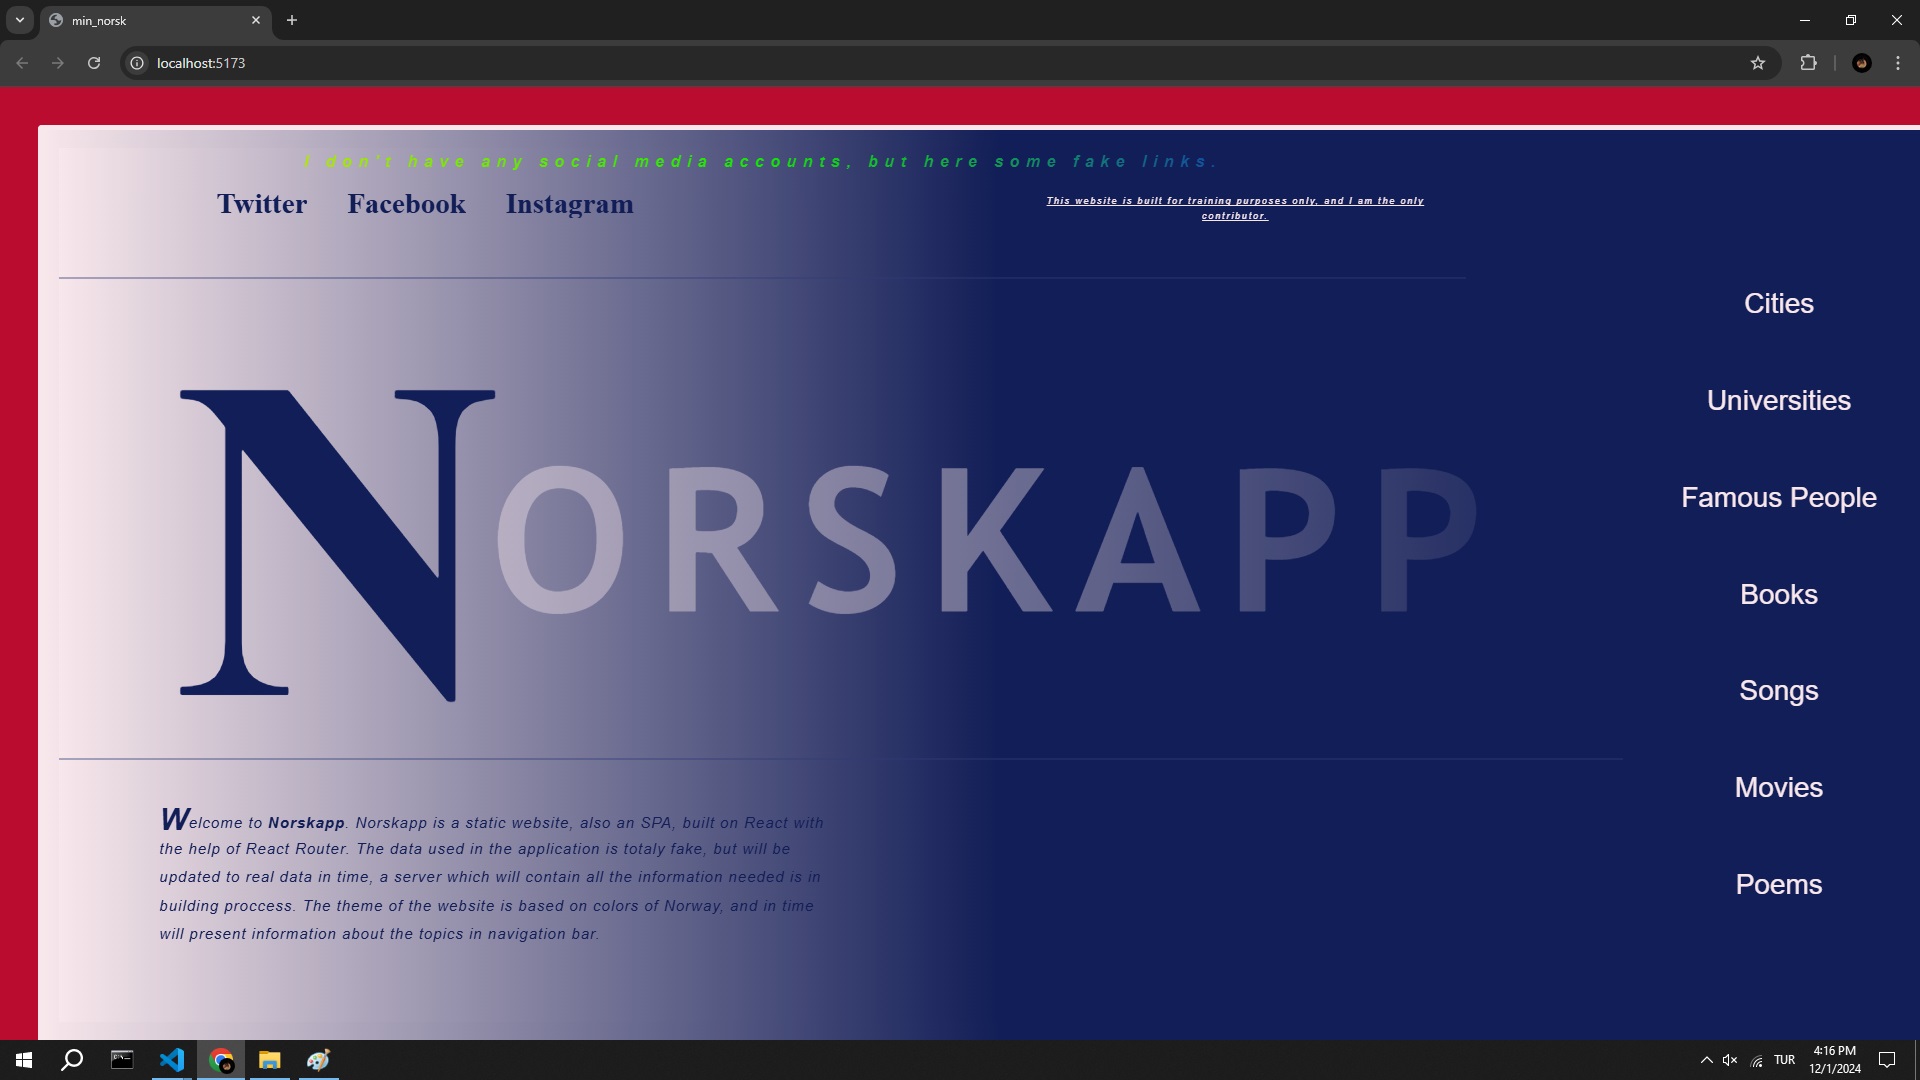 min_norsk
localhost:5173
I don't have any social media accounts, but here some fake links.
Twitter Facebook Instagram
This website is built for training purposes only, and I am the only
contributor.
Cities
Universities
Famous People
Books
Songs
Movies
Poems
NORSKAPP
Welcome to Norskapp. Norskapp is a static website, also an SPA, built on React with
the help of React Router. The data used in the application is totaly fake, but will be
updated to real data in time, a server which will contain all the information needed is in
building proccess. The theme of the website is based on colors of Norway, and in time
will present information about the topics in navigation bar.
TUR
4:16 PM
12/1/2024